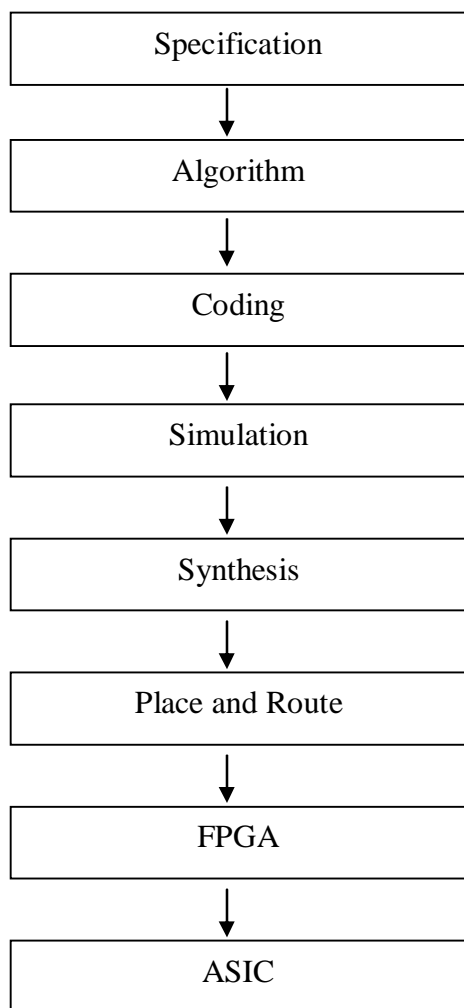 Specification
Algorithm
Coding
Simulation
Synthesis
Place and Route
FPGA
ASIC